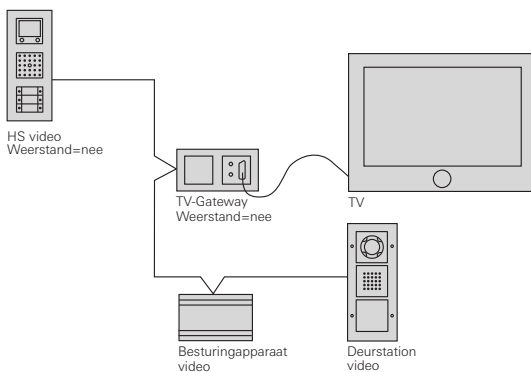 HS video
Weerstand=nee
TV-Gateway
Weerstand=nee
TV
Besturingapparaat
video
Deurstation
video